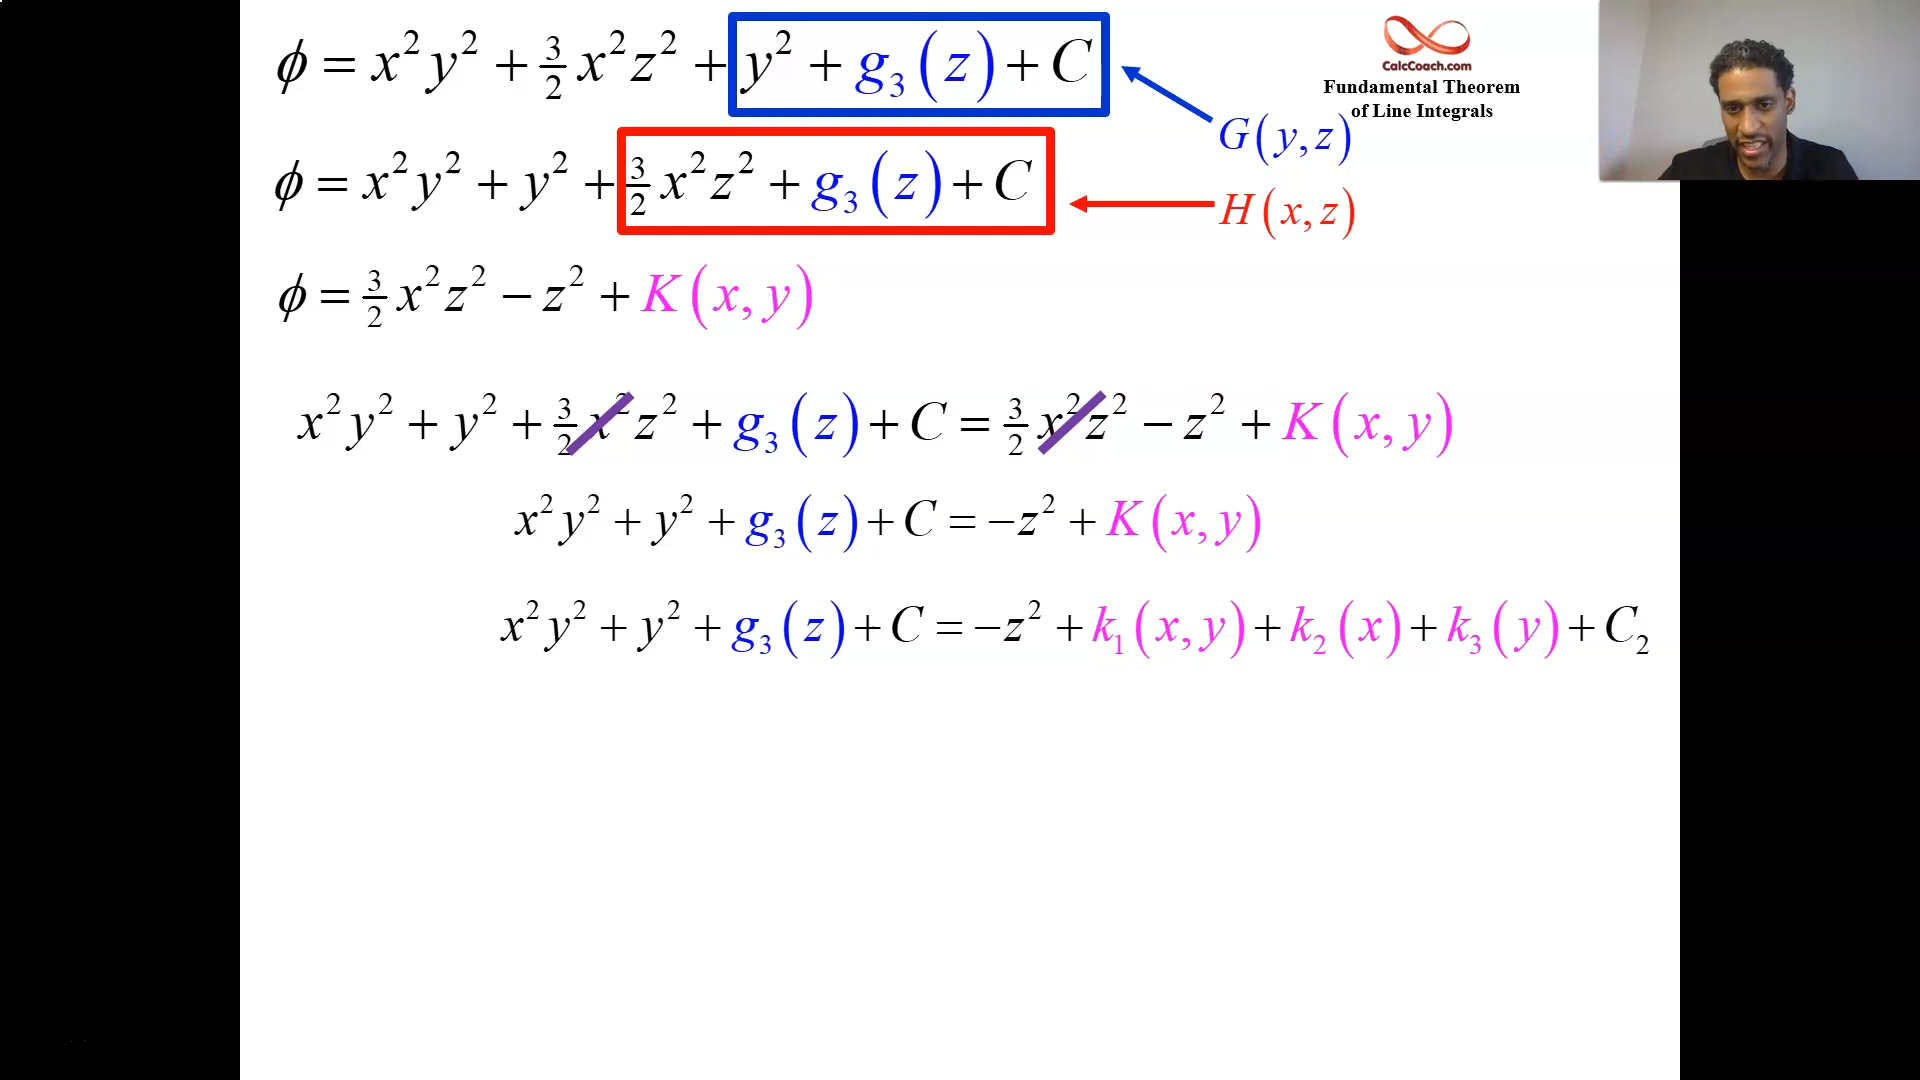 ϕ = x²y² + 3/2 x²z² + y² + g₃(z) + C
CalcCoach.com
Fundamental Theorem
of Line Integrals
G(y,z)
ϕ = x²y² + y² + 3/2 x²z² + g₃(z) + C
H(x,z)
ϕ = 3/2 x²z² − z² + K(x,y)
x²y² + y² + 3/2 x²z² + g₃(z) + C = 3/2 x²z² − z² + K(x,y)
x²y² + y² + g₃(z) + C = −z² + K(x,y)
x²y² + y² + g₃(z) + C = −z² + k₁(x,y) + k₂(x) + k₃(y) + C₂